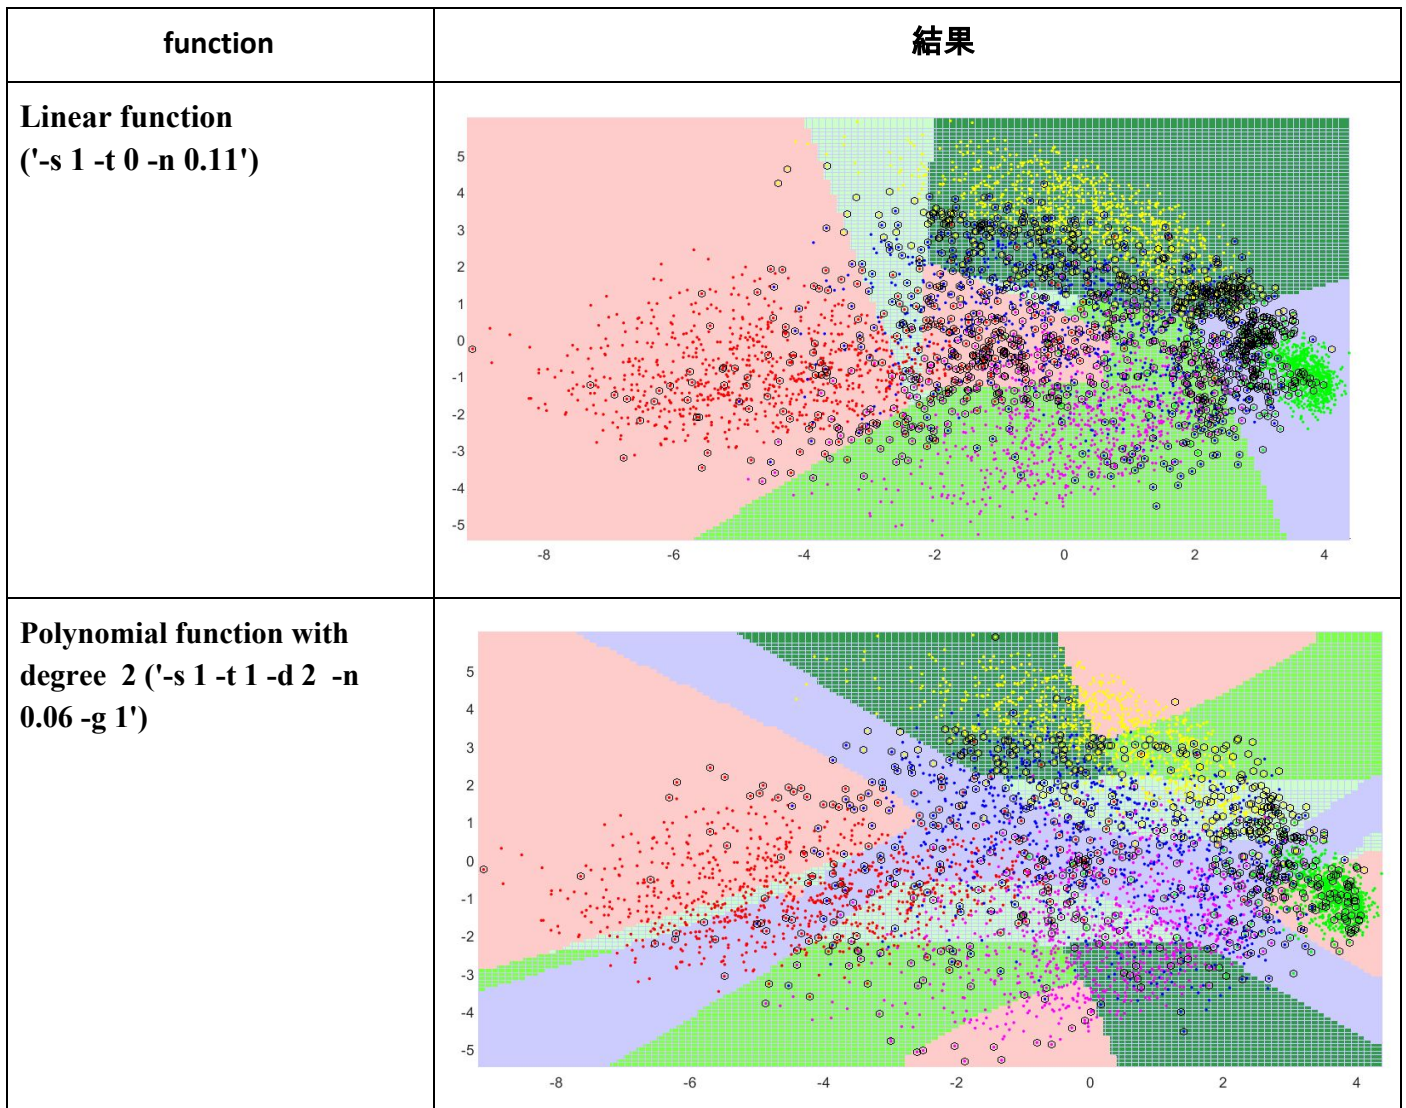 function
結果
Linear function
('-s 1 -t 0 -n 0.11')
5
4
3
2
1
0
-1
-2
-3
-4
-5
-8 -6 -4 -2 0 2 4
Polynomial function with
degree 2 ('-s 1 -t 1 -d 2 -n
0.06 -g 1')
5
4
3
2
1
0
-1
-2
-3
-4
-5
-8 -6 -4 -2 0 2 4